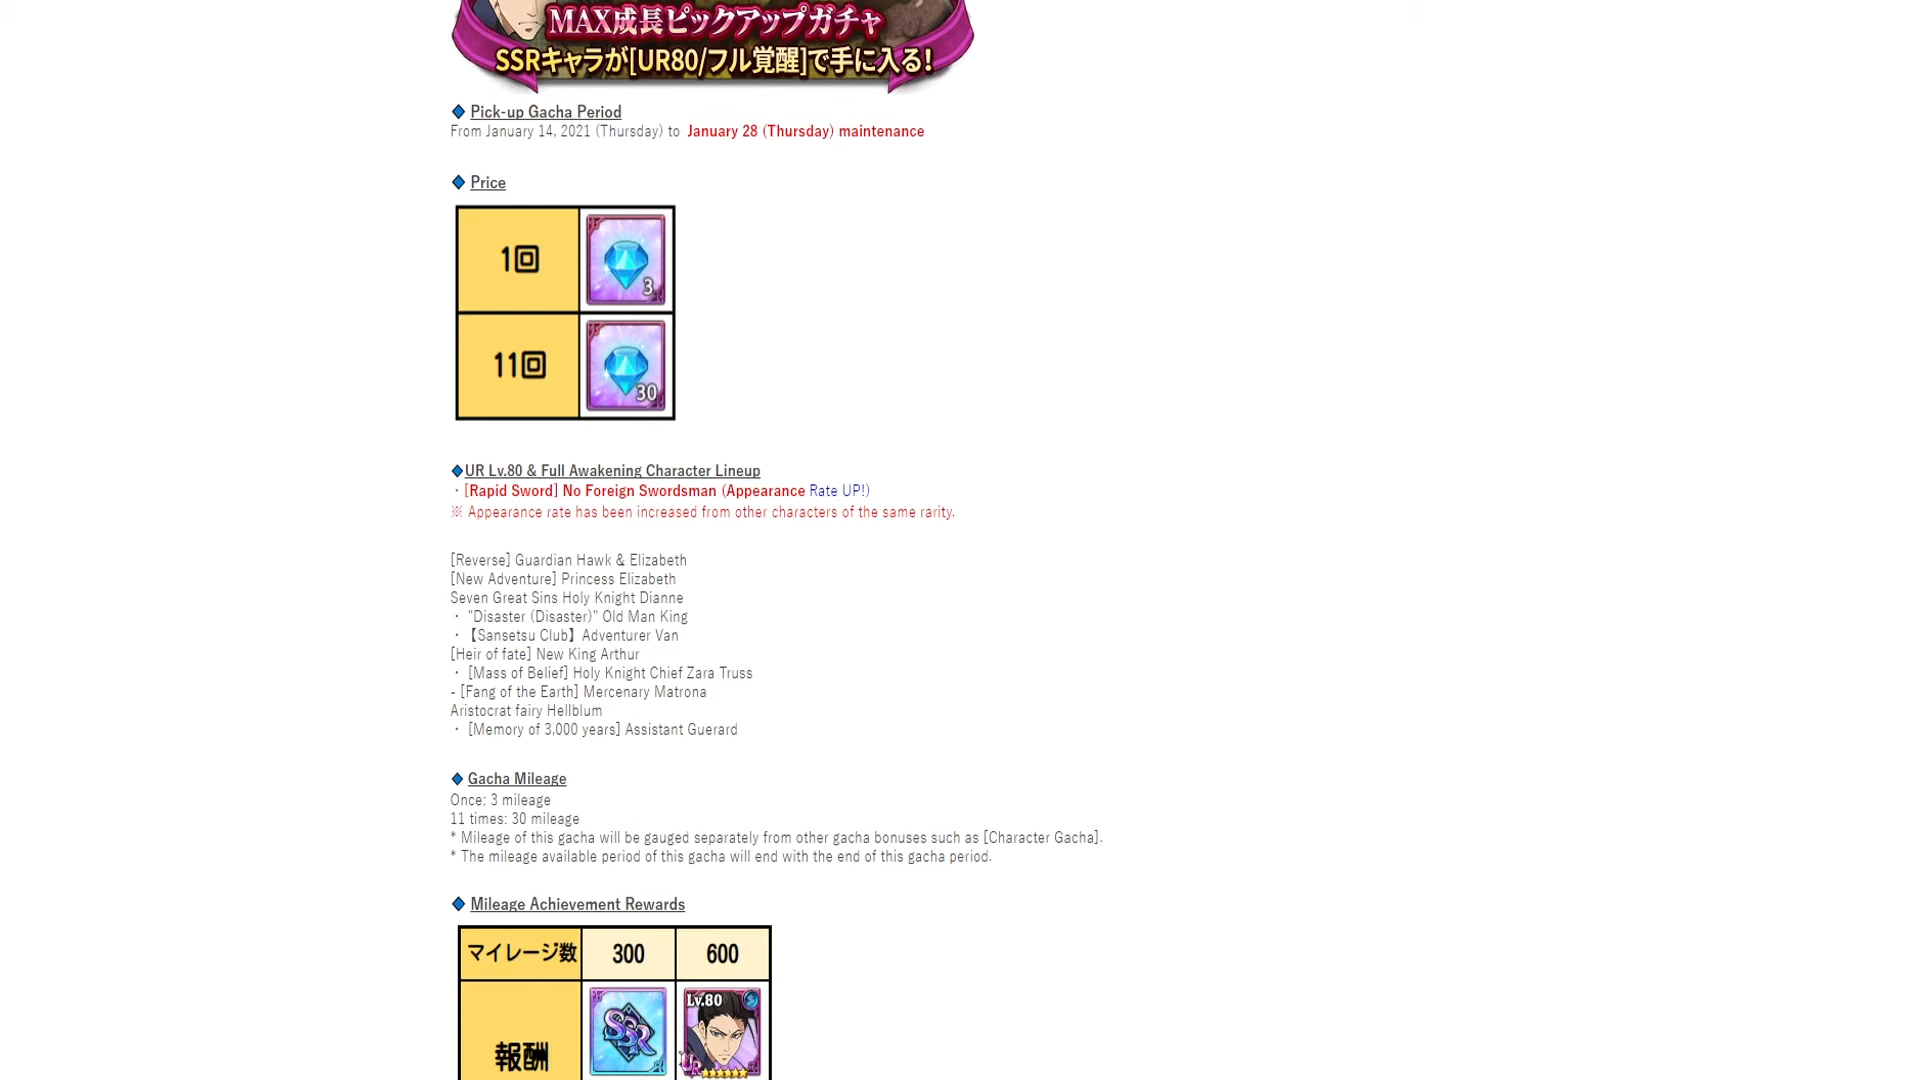 MAX成長ピックアップガチャ
SSRキャラが[UR80/フル覚醒]で手に入る!
Pick-up Gacha Period
From January 14, 2021 (Thursday) to January 28 (Thursday) maintenance
Price
1回
3
11回
30
UR Lv.80 & Full Awakening Character Lineup
・[Rapid Sword] No Foreign Swordsman (Appearance Rate UP!)
※ Appearance rate has been increased from other characters of the same rarity.
[Reverse] Guardian Hawk & Elizabeth
[New Adventure] Princess Elizabeth
Seven Great Sins Holy Knight Dianne
・ "Disaster (Disaster)" Old Man King
・【Sansetsu Club】Adventurer Van
[Heir of fate] New King Arthur
・ [Mass of Belief] Holy Knight Chief Zara Truss
- [Fang of the Earth] Mercenary Matrona
Aristocrat fairy Hellblum
・ [Memory of 3,000 years] Assistant Guerard
Gacha Mileage
Once: 3 mileage
11 times: 30 mileage
* Mileage of this gacha will be gauged separately from other gacha bonuses such as [Character Gacha].
* The mileage available period of this gacha will end with the end of this gacha period.
Mileage Achievement Rewards
マイレージ数 300 600
報酬
SSR
Lv.80
UR